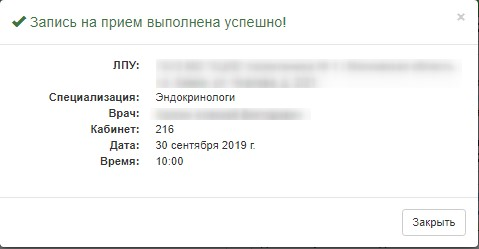 Запись на прием выполнена успешно!
×
ЛПУ:
Специализация: Эндокринологи
Врач:
Кабинет: 216
Дата: 30 сентября 2019 г.
Время: 10:00
Закрыть